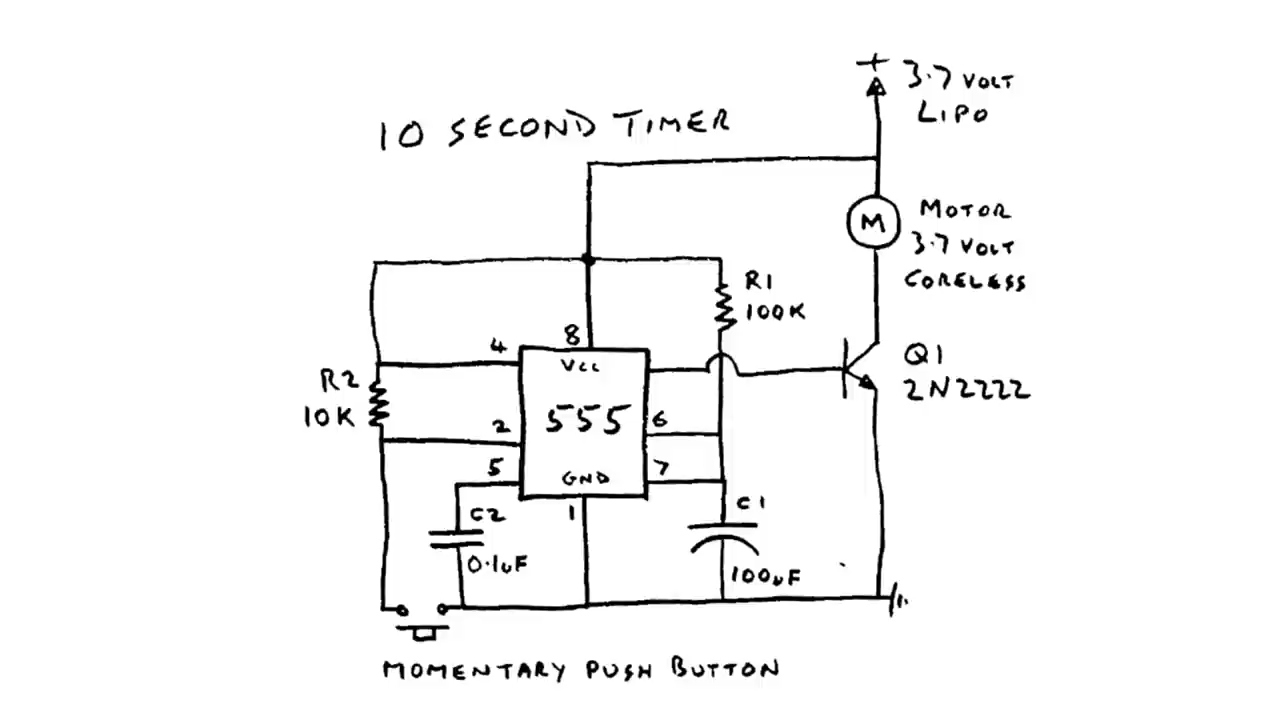 10 SECOND TIMER
+ 3.7 VOLT
LIPO
M
MOTOR
3.7 VOLT
CORELESS
R1
100K
4
8
VCC
R2
10K
555
2
6
5
GND
7
1
Q1
2N2222
C2
0.1uF
C1
100uF
MOMENTARY PUSH BUTTON